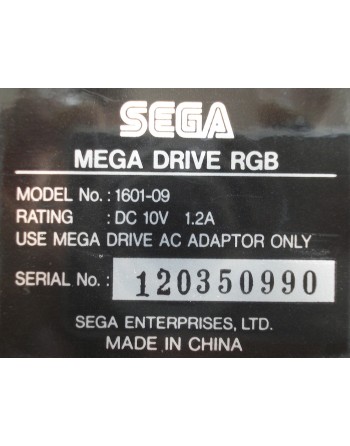 SEGA
MEGA DRIVE RGB
MODEL No. : 1601-09
RATING : DC 10V 1.2A
USE MEGA DRIVE AC ADAPTOR ONLY
SERIAL No. : 120350990
SEGA ENTERPRISES, LTD.
MADE IN CHINA